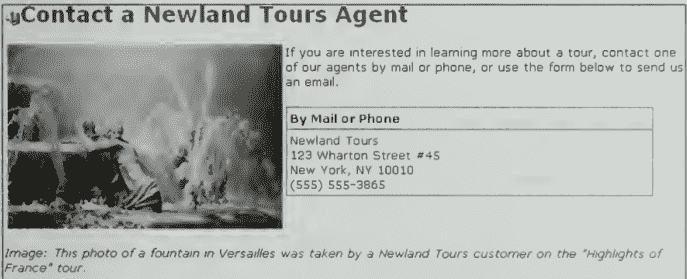 Contact a Newland Tours Agent
If you are interested in learning more about a tour, contact one
of our agents by mail or phone, or use the form below to send us
an email.
By Mail or Phone
Newland Tours
123 Wharton Street #45
New York, NY 10010
(555) 555-3865
Image: This photo of a fountain in Versailles was taken by a Newland Tours customer on the "Highlights of
France" tour.